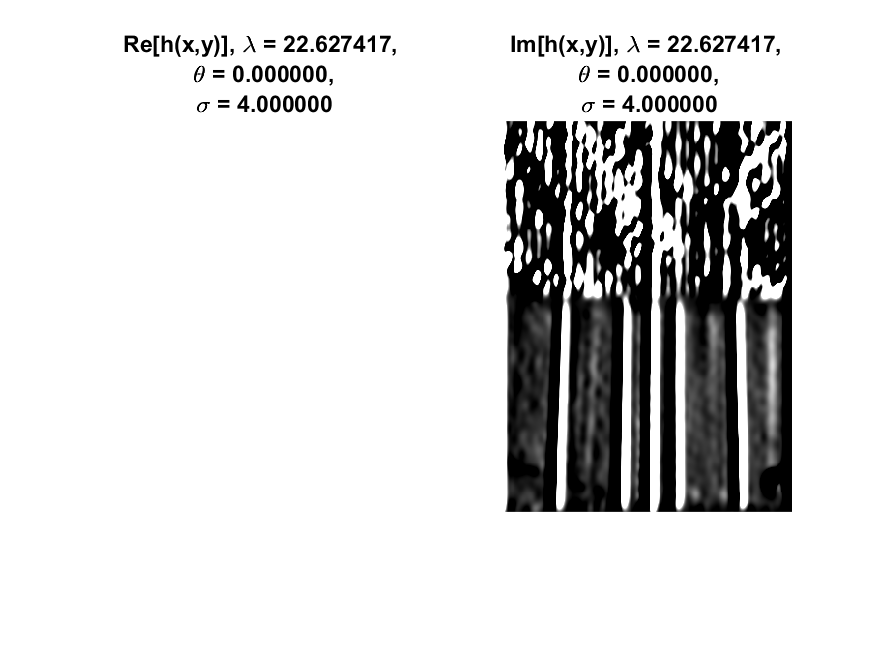 Re[h(x,y)], λ = 22.627417,
θ = 0.000000,
σ = 4.000000
Im[h(x,y)], λ = 22.627417,
θ = 0.000000,
σ = 4.000000